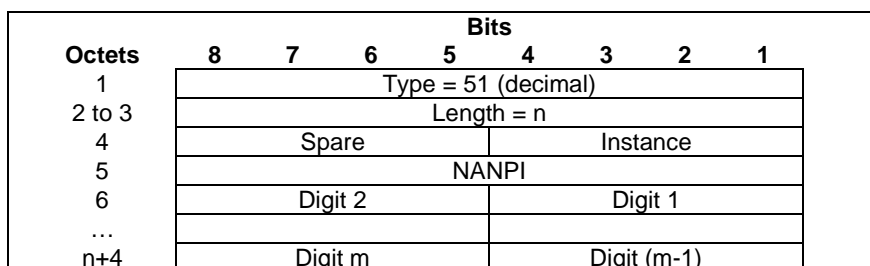 Bits
Octets 8 7 6 5 4 3 2 1
1 Type = 51 (decimal)
2 to 3 Length = n
4 Spare Instance
5 NANPI
6 Digit 2 Digit 1
…
n+4 Digit m Digit (m-1)